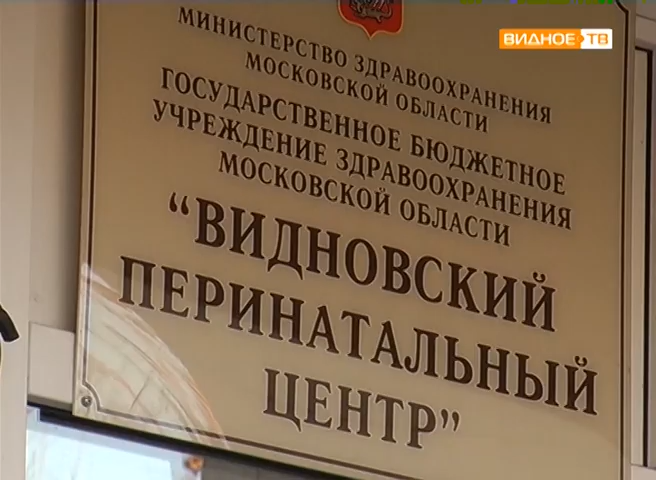 ВИДНОЕ ТВ
МИНИСТЕРСТВО ЗДРАВООХРАНЕНИЯ
МОСКОВСКОЙ ОБЛАСТИ
ГОСУДАРСТВЕННОЕ БЮДЖЕТНОЕ
УЧРЕЖДЕНИЕ ЗДРАВООХРАНЕНИЯ
МОСКОВСКОЙ ОБЛАСТИ
“ВИДНОВСКИЙ
ПЕРИНАТАЛЬНЫЙ
ЦЕНТР”